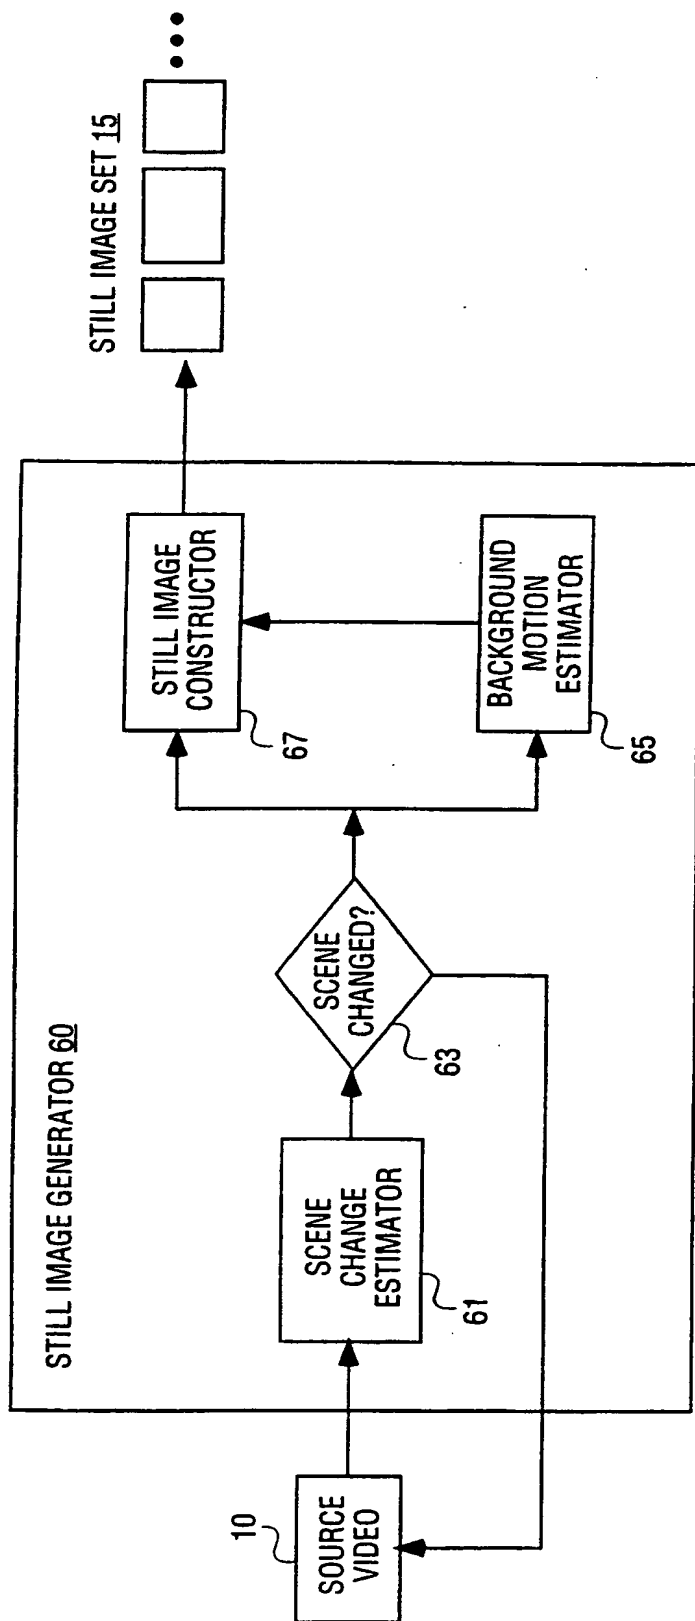 STILL IMAGE GENERATOR 60
10
SOURCE
VIDEO
SCENE
CHANGE
ESTIMATOR
61
SCENE
CHANGED?
63
STILL IMAGE
CONSTRUCTOR
67
BACKGROUND
MOTION
ESTIMATOR
65
STILL IMAGE SET 15